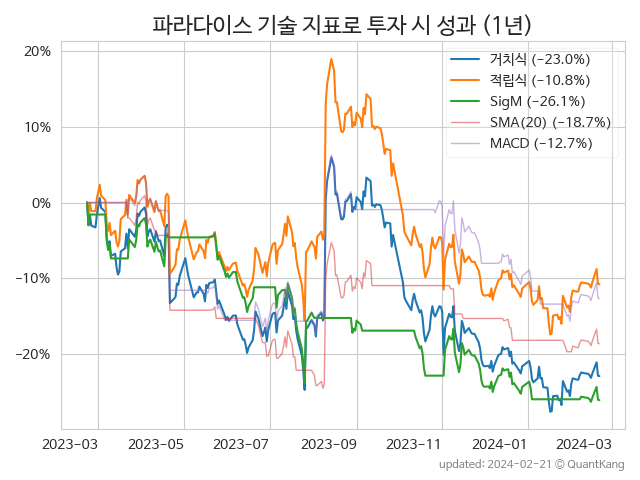 파라다이스 기술 지표로 투자 시 성과 (1년)
거치식 (−23.0%)
적립식 (−10.8%)
SigM (−26.1%)
SMA(20) (−18.7%)
MACD (−12.7%)
20%
10%
0%
−10%
−20%
2023−03 2023−05 2023−07 2023−09 2023−11 2024−01 2024−03
updated: 2024−02−21 © QuantKang